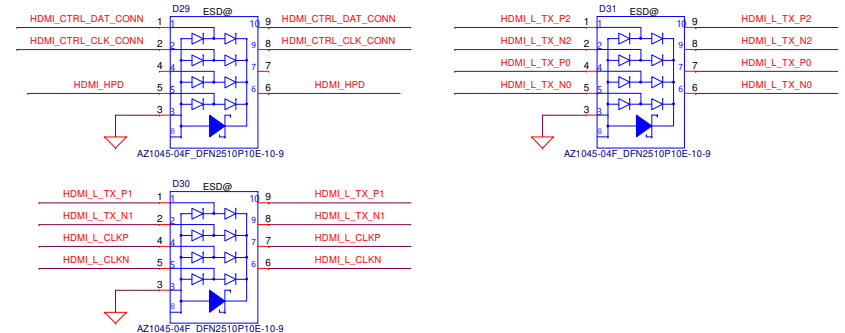 D29 ESD@
HDMI_CTRL_DAT_CONN 1 1 10 9 HDMI_CTRL_DAT_CONN
HDMI_CTRL_CLK_CONN 2 2 9 8 HDMI_CTRL_CLK_CONN
4 4 7 7
HDMI_HPD 5 5 6 6 HDMI_HPD
3 3
8
AZ1045-04F_DFN2510P10E-10-9
D31 ESD@
HDMI_L_TX_P2 1 1 10 9 HDMI_L_TX_P2
HDMI_L_TX_N2 2 2 9 8 HDMI_L_TX_N2
HDMI_L_TX_P0 4 4 7 7 HDMI_L_TX_P0
HDMI_L_TX_N0 5 5 6 6 HDMI_L_TX_N0
3 3
8
AZ1045-04F_DFN2510P10E-10-9
D30 ESD@
HDMI_L_TX_P1 1 1 10 9 HDMI_L_TX_P1
HDMI_L_TX_N1 2 2 9 8 HDMI_L_TX_N1
HDMI_L_CLKP 4 4 7 7 HDMI_L_CLKP
HDMI_L_CLKN 5 5 6 6 HDMI_L_CLKN
3 3
8
AZ1045-04F_DFN2510P10E-10-9